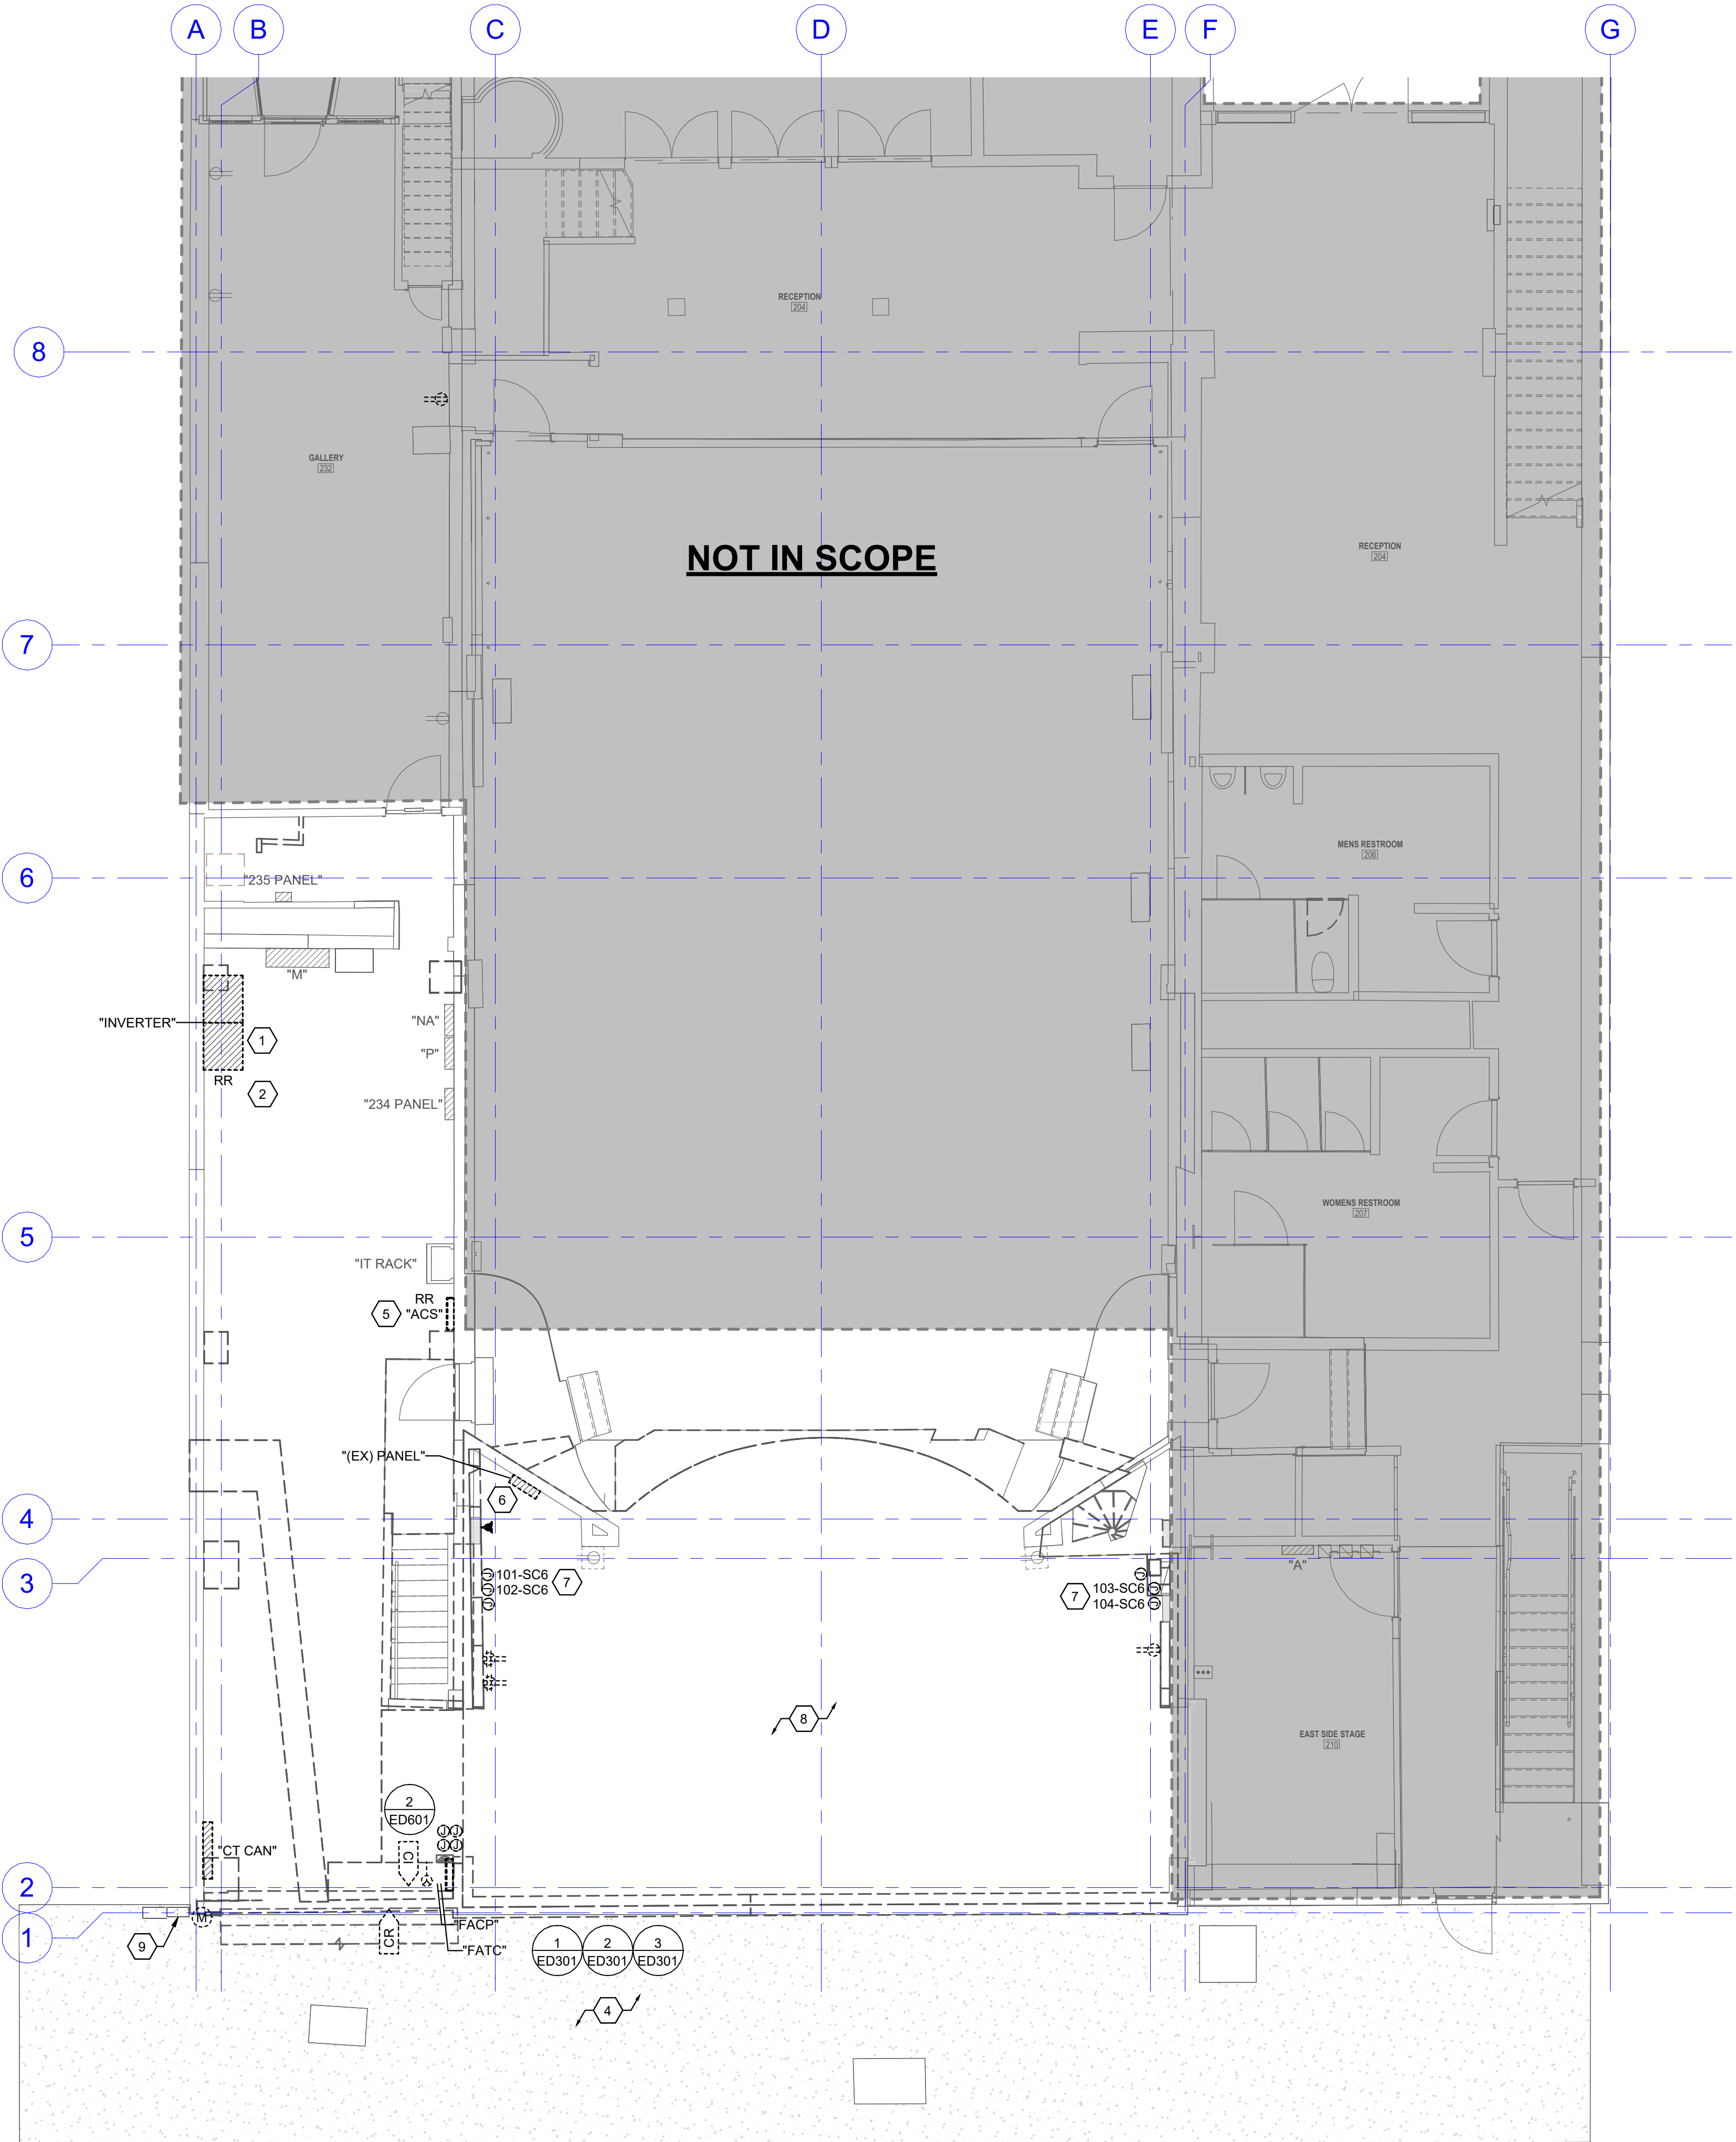 A
B
C
D
E
F
G
RECEPTION
204
8
GALLERY
232
NOT IN SCOPE
RECEPTION
204
7
MENS RESTROOM
206
6
"235 PANEL"
"M"
"INVERTER"
1
RR
2
"NA"
"P"
"234 PANEL"
WOMENS RESTROOM
207
5
"IT RACK"
RR
5 "ACS"
"(EX) PANEL"
6
4
3
"A"
J 101-SC6 7
J 102-SC6
J
J
7 103-SC6 J
104-SC6 J
8
EAST SIDE STAGE
210
2
ED601
J J
J J
"CT CAN"
C
2
M
1
9
CR
"FACP"
"FATC"
1
ED301
2
ED301
3
ED301
4